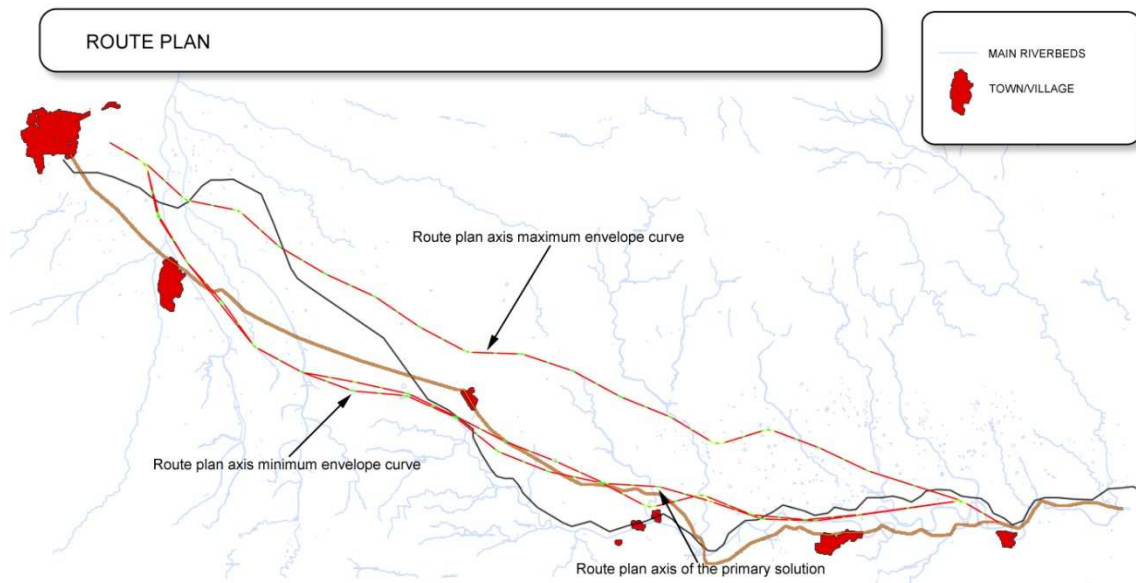 ROUTE PLAN
MAIN RIVERBEDS
TOWN/VILLAGE
Route plan axis maximum envelope curve
Route plan axis minimum envelope curve
Route plan axis of the primary solution